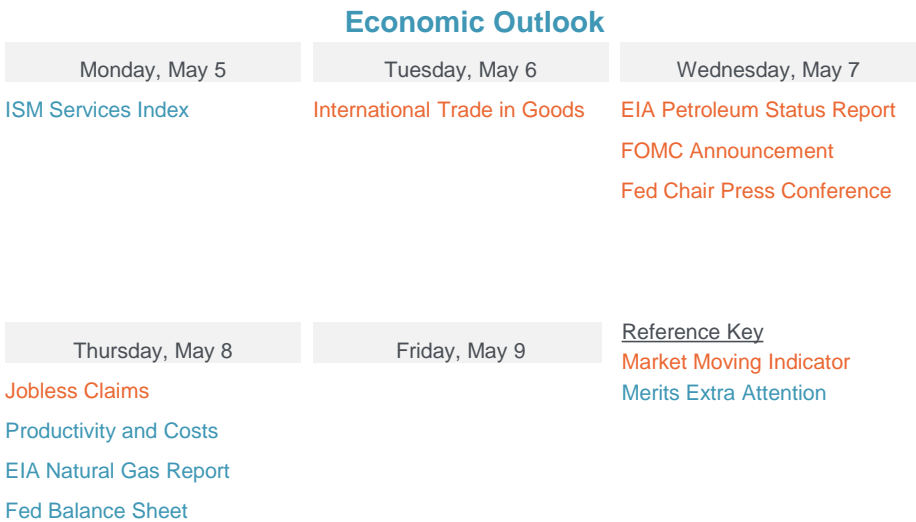 Economic Outlook
Monday, May 5
Tuesday, May 6
Wednesday, May 7
ISM Services Index
International Trade in Goods
EIA Petroleum Status Report
FOMC Announcement
Fed Chair Press Conference
Thursday, May 8
Friday, May 9
Reference Key
Market Moving Indicator
Merits Extra Attention
Jobless Claims
Productivity and Costs
EIA Natural Gas Report
Fed Balance Sheet